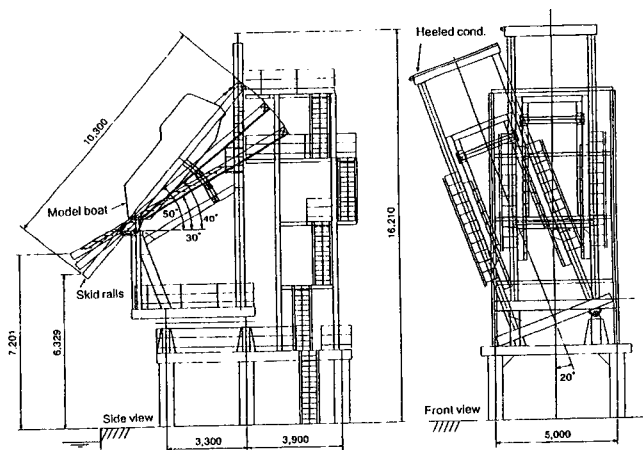 Heeled cond.
10,300
Model boat
50°
40°
30°
16,210
Skid rails
7,201
6,329
20°
Side view
Front view
3,300
3,900
5,000